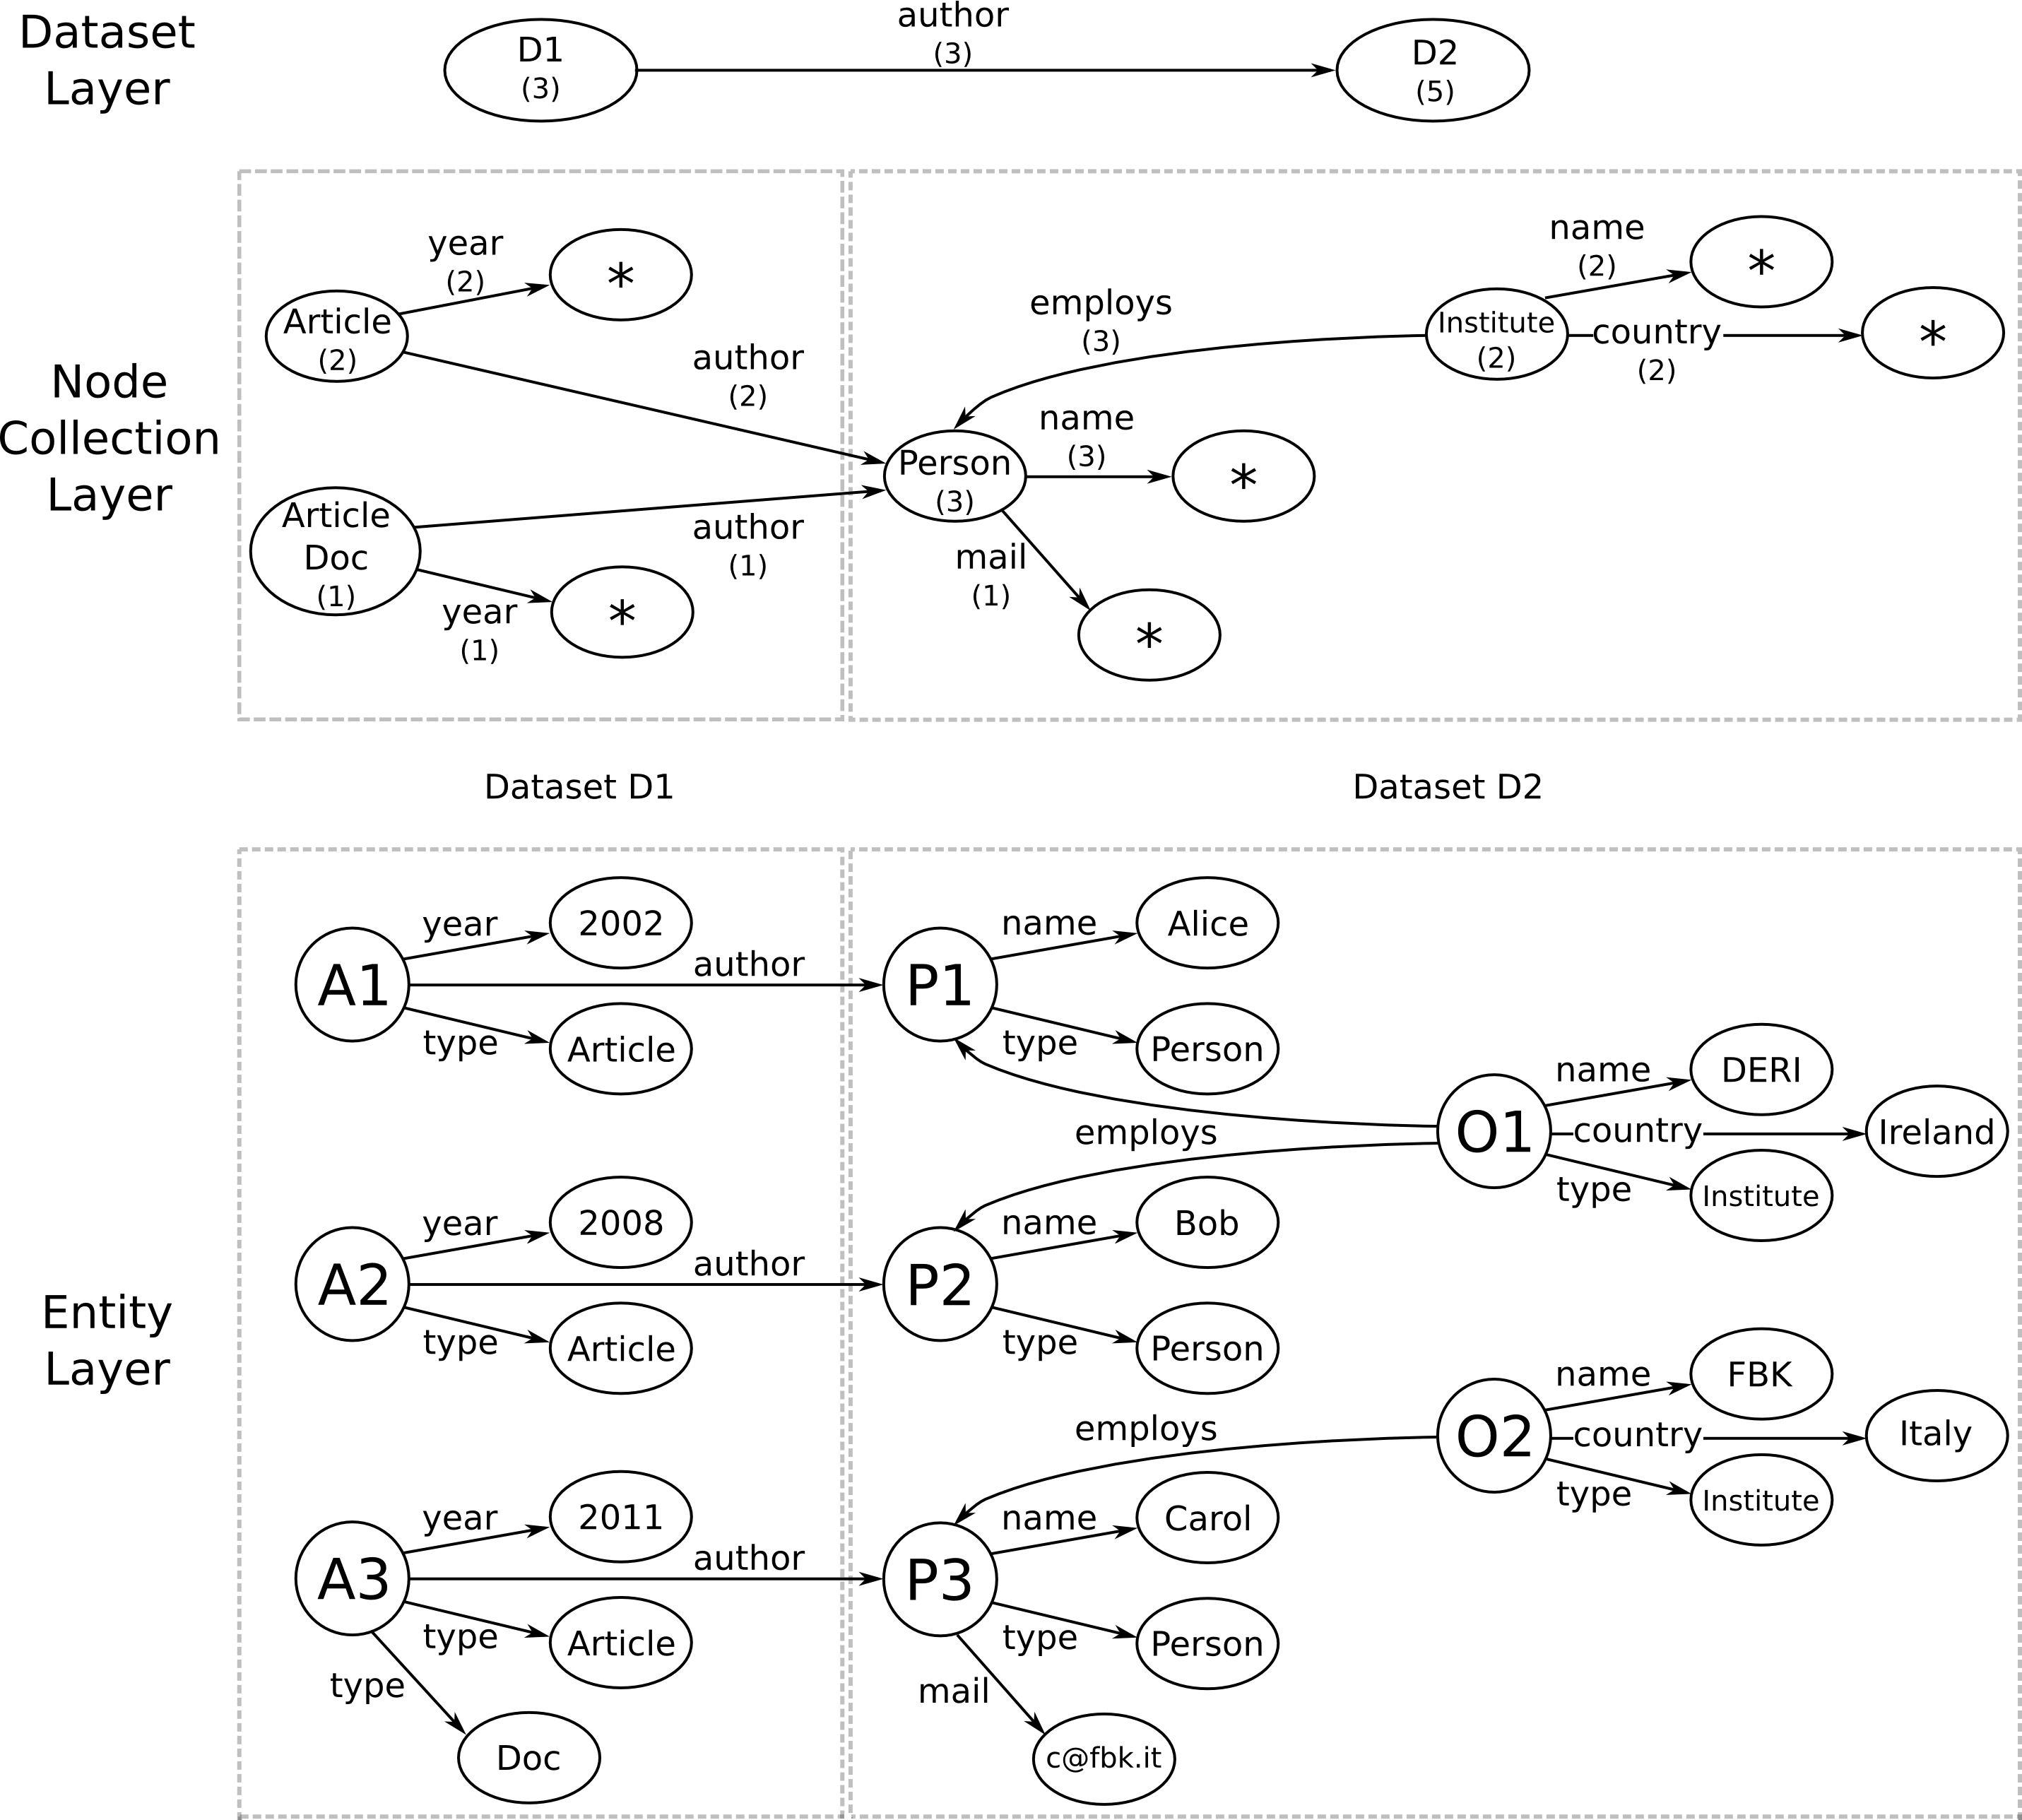 Dataset
Layer
D1
(3)
author
(3)
D2
(5)
Node
Collection
Layer
Article
(2)
year
(2)
*
author
(2)
Article
Doc
(1)
author
(1)
year
(1)
*
Person
(3)
employs
(3)
name
(3)
*
mail
(1)
*
Institute
(2)
name
(2)
*
country
(2)
*
Dataset D1
Dataset D2
Entity
Layer
A1
year
2002
author
type
Article
P1
name
Alice
type
Person
employs
O1
name
DERI
country
Ireland
type
Institute
A2
year
2008
author
type
Article
P2
name
Bob
type
Person
employs
O2
name
FBK
country
Italy
type
Institute
A3
year
2011
author
type
Article
type
Doc
P3
name
Carol
type
Person
mail
c@fbk.it